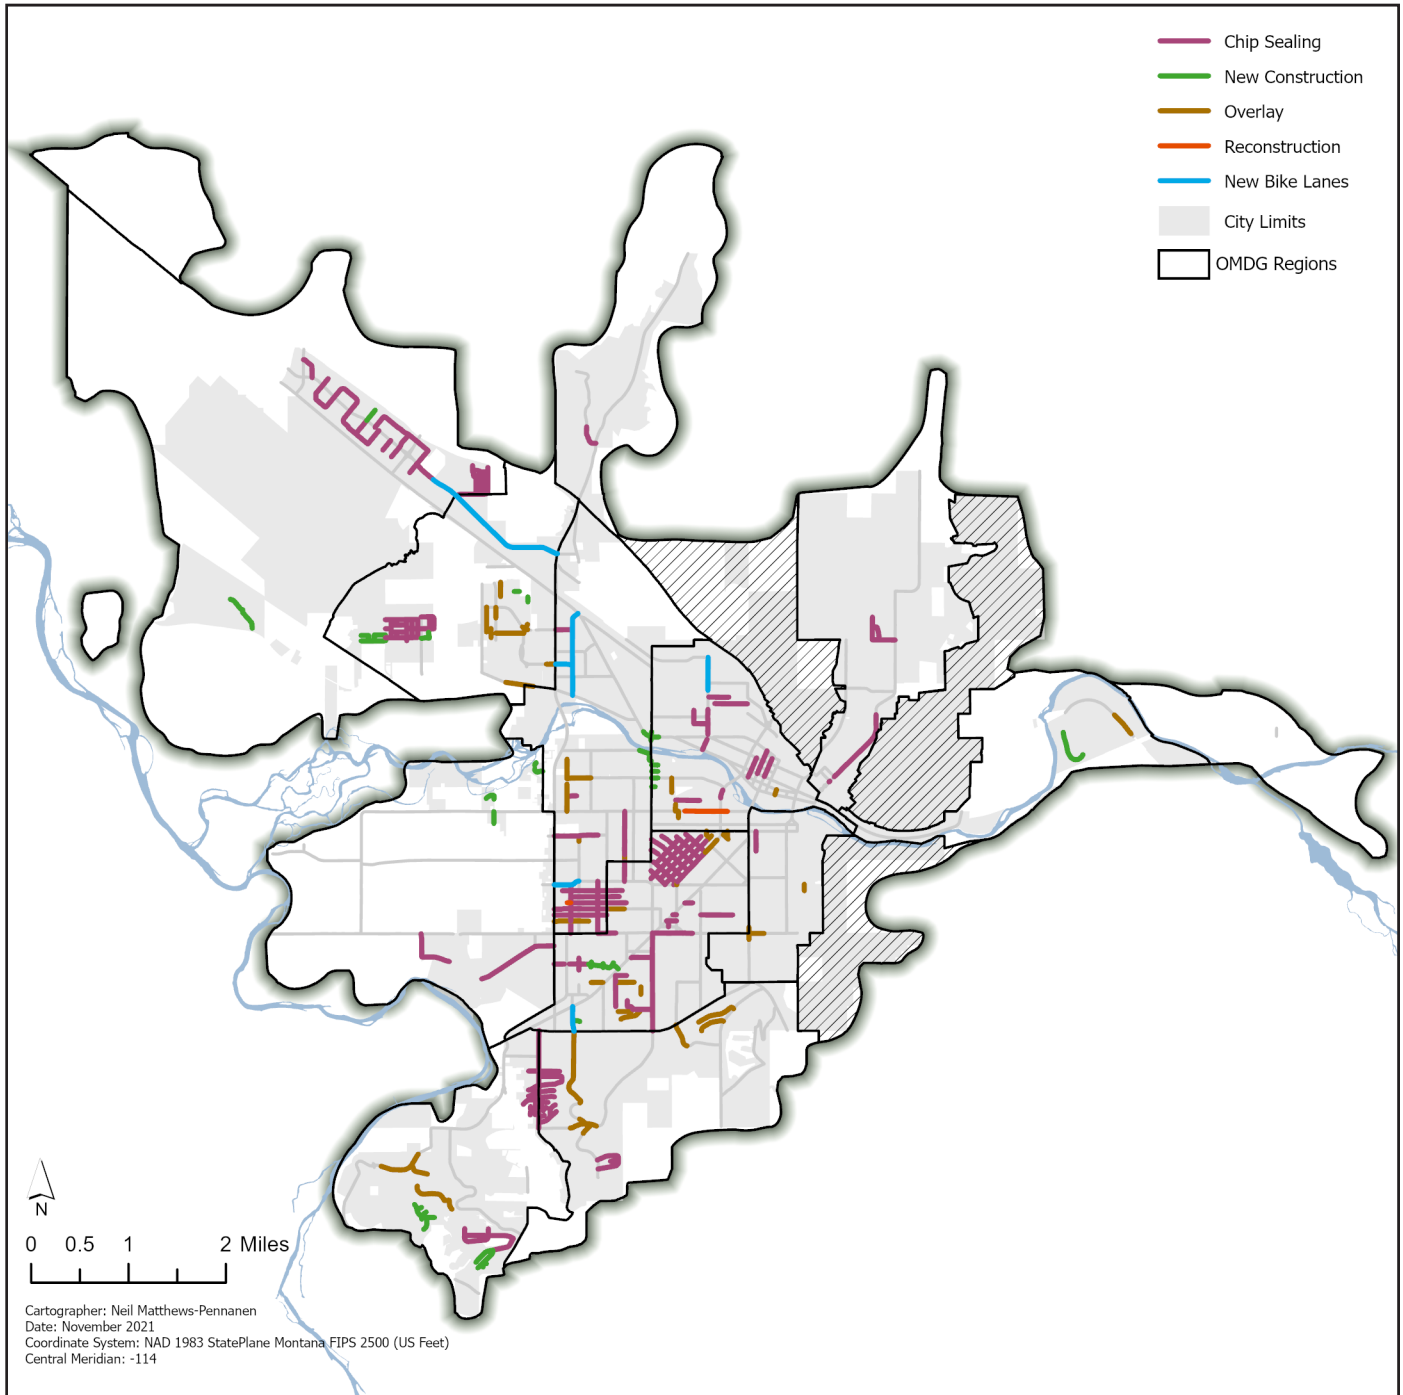 Chip Sealing
New Construction
Overlay
Reconstruction
New Bike Lanes
City Limits
OMDG Regions
N
0 0.5 1 2 Miles
Cartographer: Neil Matthews-Pennanen
Date: November 2021
Coordinate System: NAD 1983 StatePlane Montana FIPS 2500 (US Feet)
Central Meridian: -114